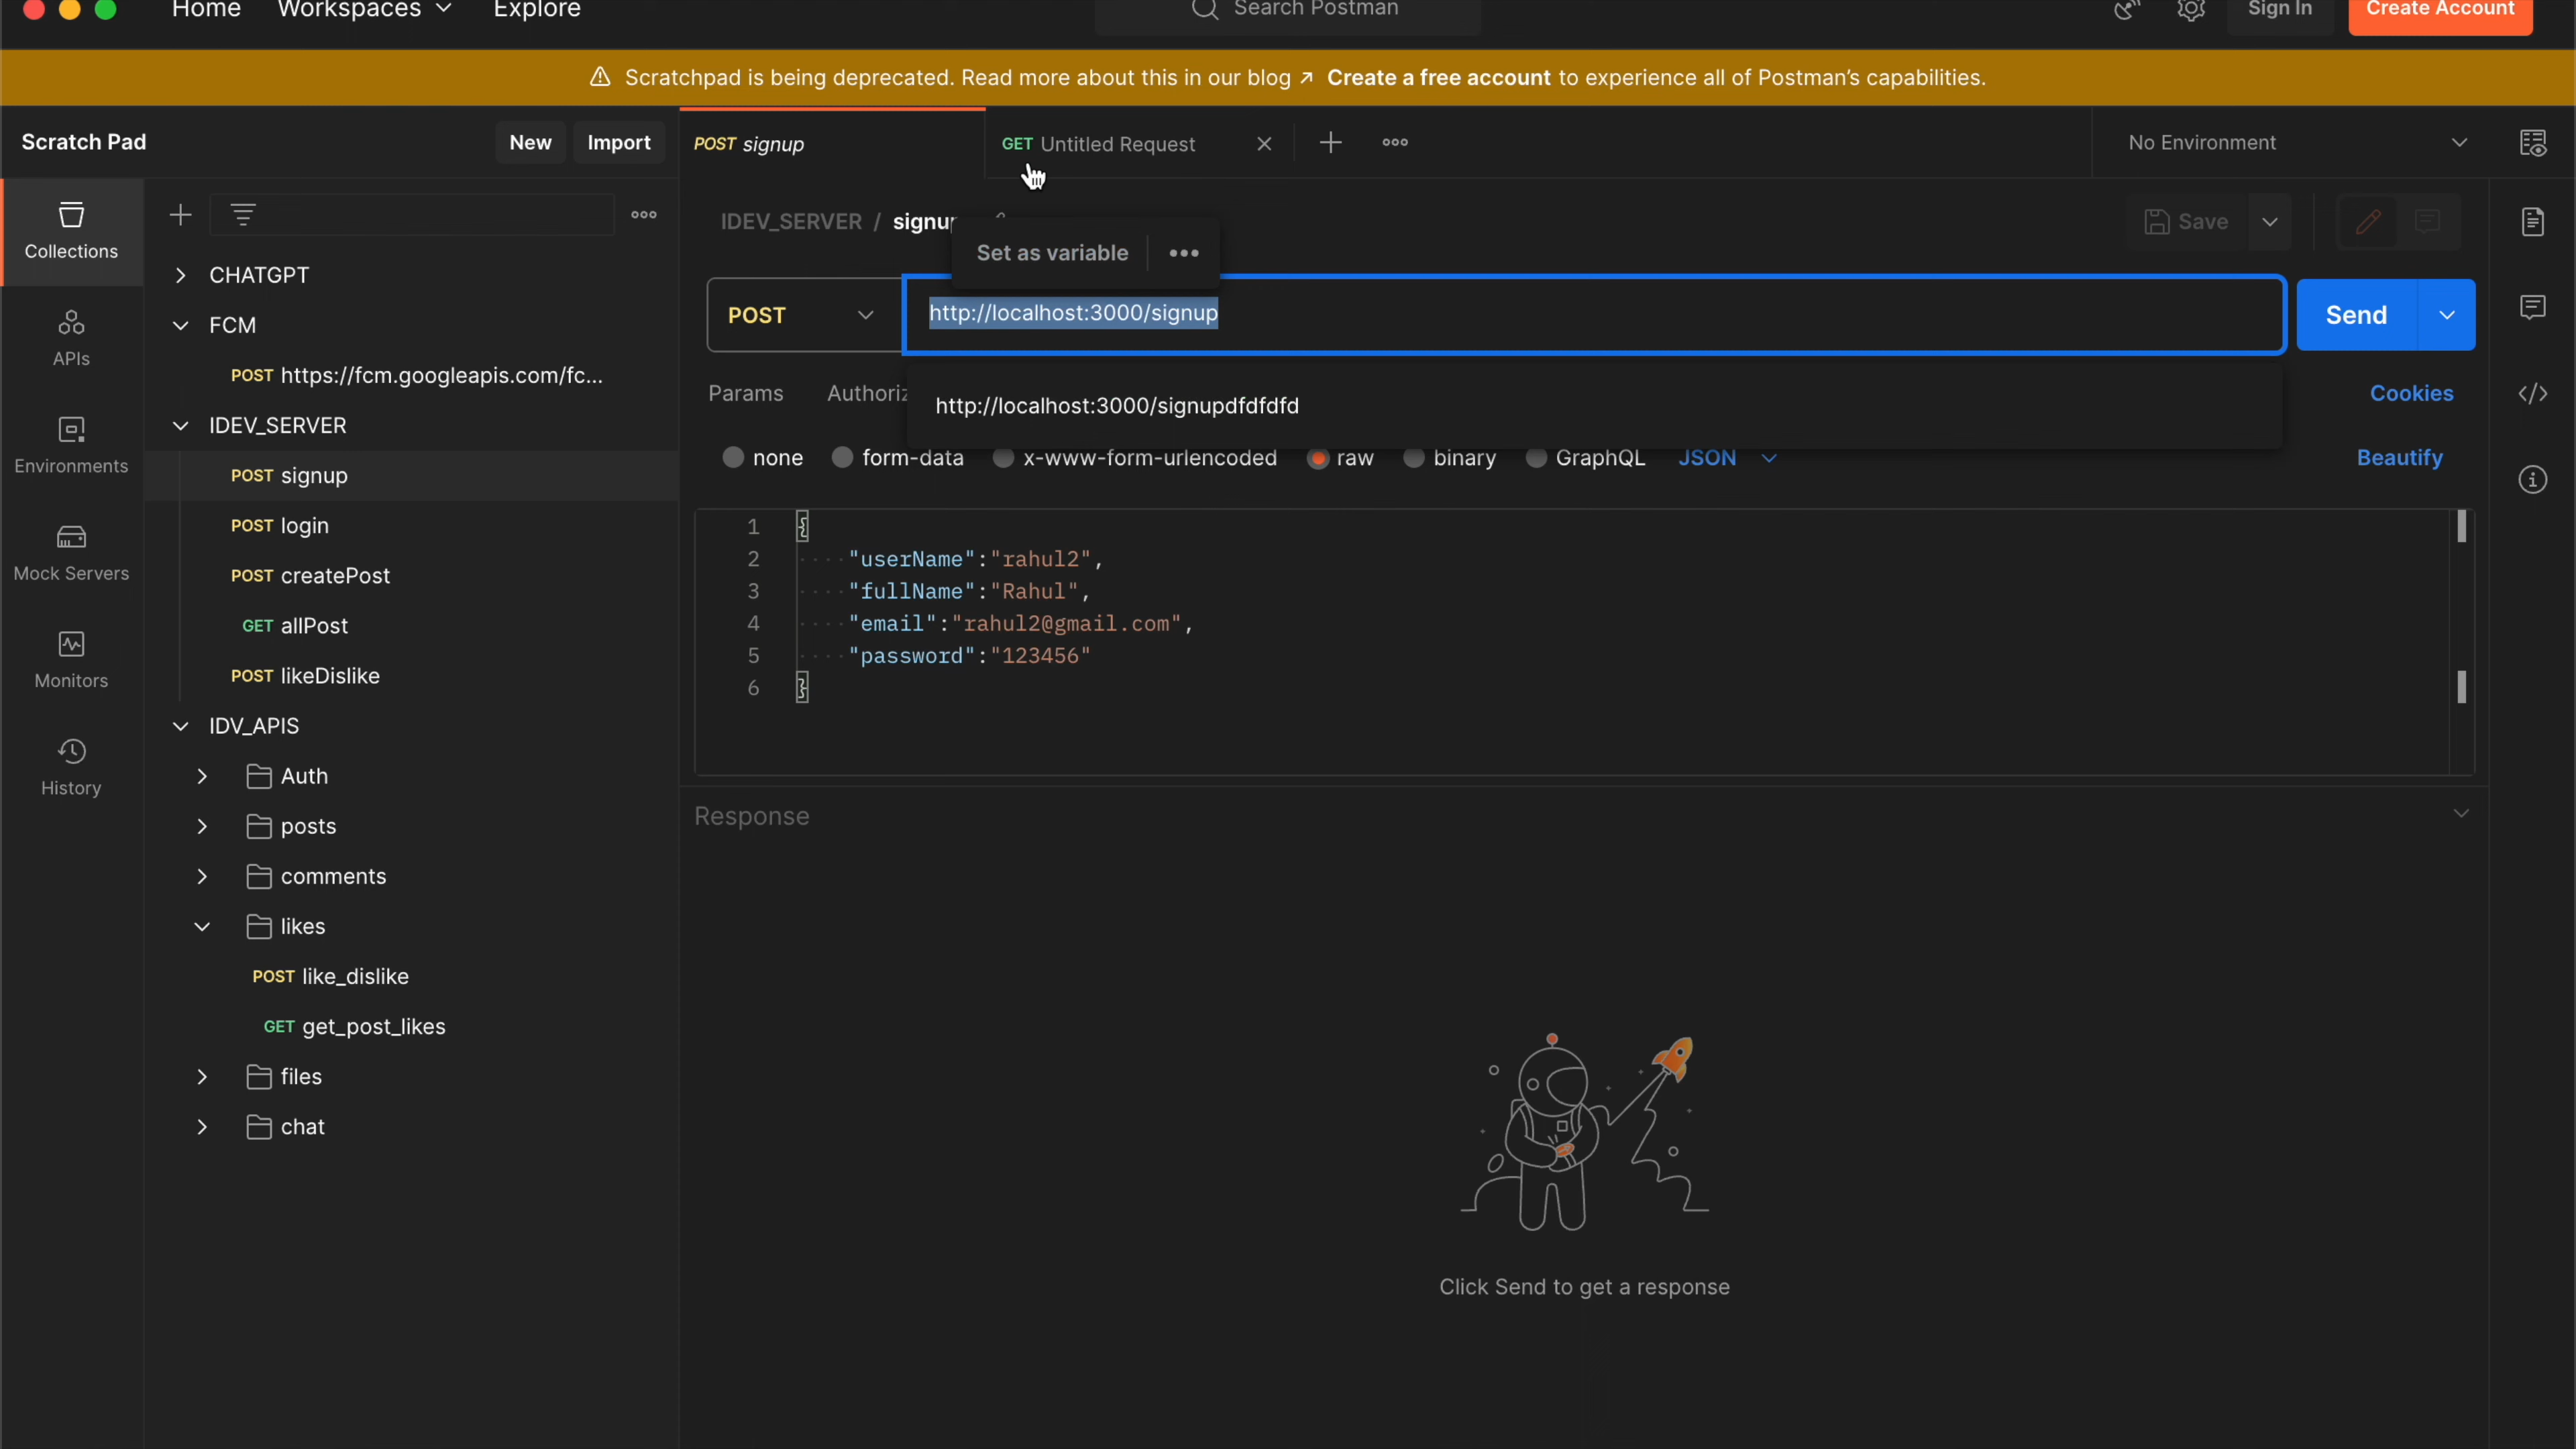 Home Workspaces Explore
Search Postman
Sign In
Create Account
Scratchpad is being deprecated. Read more about this in our blog ↗ Create a free account to experience all of Postman's capabilities.
Scratch Pad
New
Import
POST signup
GET Untitled Request
No Environment
Collections
APIs
Environments
Mock Servers
Monitors
History
CHATGPT
FCM
POST https://fcm.googleapis.com/fc...
IDEV_SERVER
POST signup
POST login
POST createPost
GET allPost
POST likeDislike
IDV_APIS
Auth
posts
comments
likes
POST like_dislike
GET get_post_likes
files
chat
IDEV_SERVER / signup
Save
Set as variable
POST
http://localhost:3000/signup
Send
Params
Authoriz
http://localhost:3000/signupdfdfdfd
Cookies
none form-data x-www-form-urlencoded raw binary GraphQL JSON
Beautify
1 {
2 "userName":"rahul2",
3 "fullName":"Rahul",
4 "email":"rahul2@gmail.com",
5 "password":"123456"
6 }
Response
Click Send to get a response